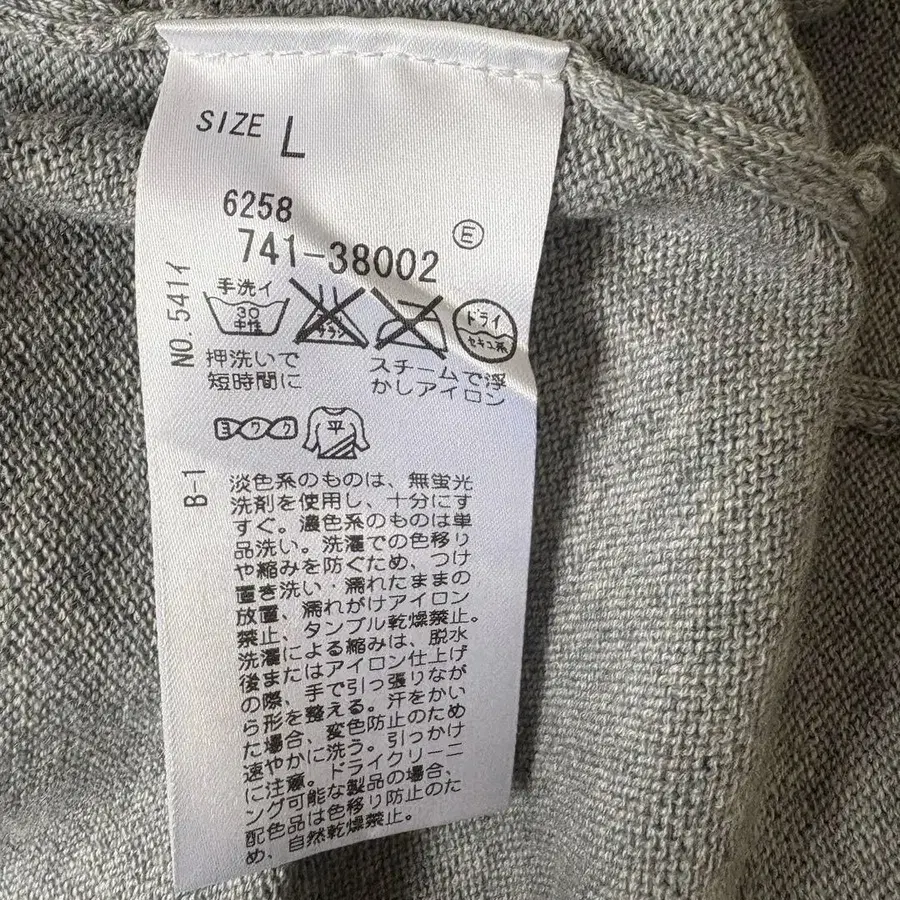 SIZE L
6258
741-38002
E
NO.541イ
手洗イ
30
中性
サラシ
ドライ
セキユ系
押洗いで
短時間に
スチームで浮
かしアイロン
ヨワク
平
B-1
淡色系のものは、無蛍光
洗剤を使用し、十分にす
すぐ。濃色系のものは単
品洗い。洗濯での色移り
や縮みを防ぐため、つけ
置き洗い・濡れたままの
放置、濡れがけアイロン
禁止、タンブル乾燥禁止。
洗濯による縮みは、脱水
後またはアイロン仕上げ
の際、手で引っ張りなが
ら形を整える。汗をかい
た場合、変色防止のため
速やかに洗う。引っかけ
に注意。ドライクリーニ
ング可能な製品の場合、
配色品は色移り防止のた
め、自然乾燥禁止。